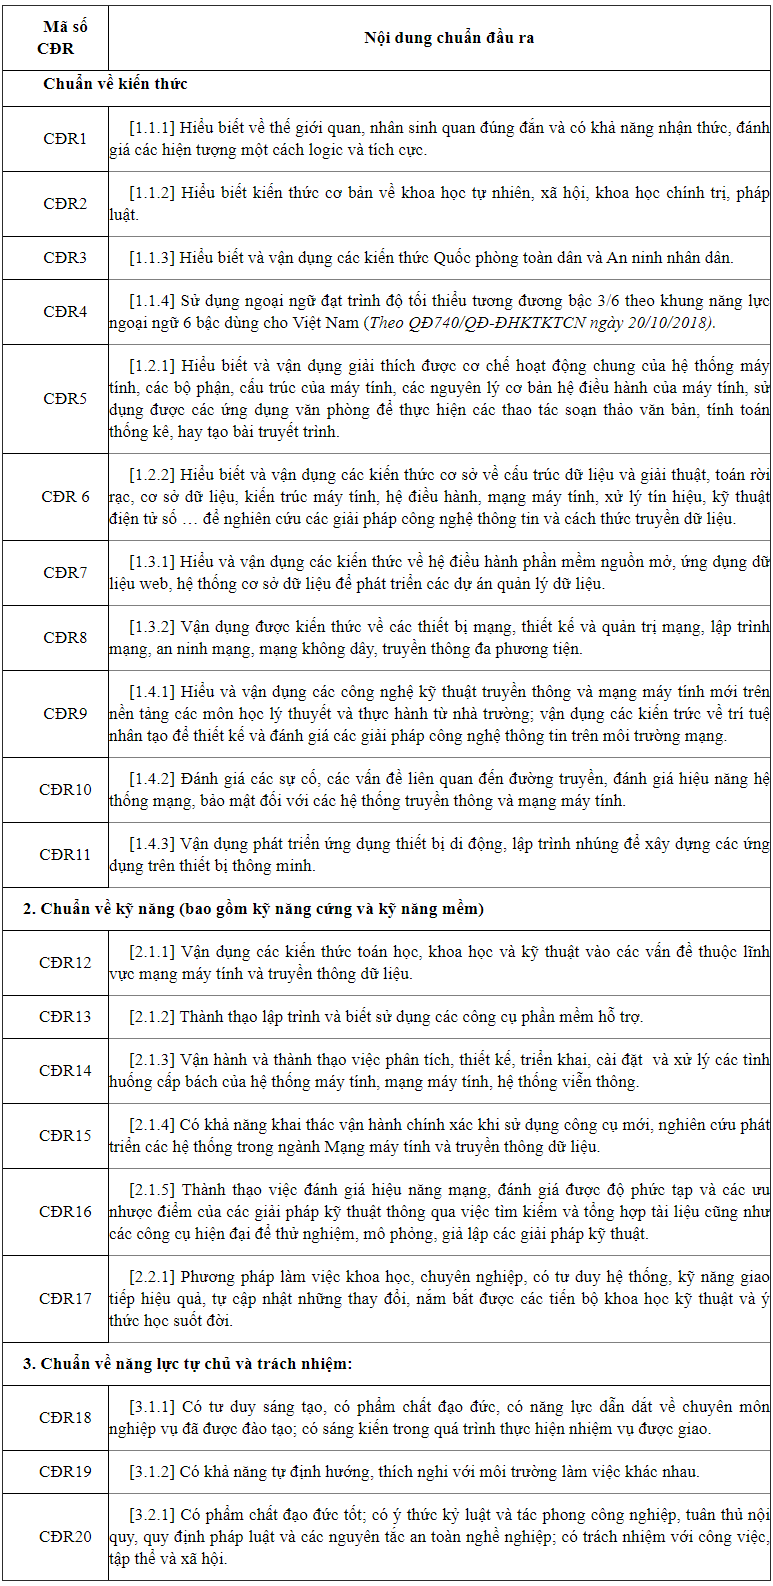 Mã số
CĐR
Nội dung chuẩn đầu ra
Chuẩn về kiến thức
CĐR1
[1.1.1] Hiểu biết về thế giới quan, nhân sinh quan đúng đắn và có khả năng nhận thức, đánh
giá các hiện tượng một cách logic và tích cực.
CĐR2
[1.1.2] Hiểu biết kiến thức cơ bản về khoa học tự nhiên, xã hội, khoa học chính trị, pháp
luật.
CĐR3
[1.1.3] Hiểu biết và vận dụng các kiến thức Quốc phòng toàn dân và An ninh nhân dân.
CĐR4
[1.1.4] Sử dụng ngoại ngữ đạt trình độ tối thiểu tương đương bậc 3/6 theo khung năng lực
ngoại ngữ 6 bậc dùng cho Việt Nam (Theo QĐ740/QĐ-ĐHKTKTCN ngày 20/10/2018).
CĐR5
[1.2.1] Hiểu biết và vận dụng giải thích được cơ chế hoạt động chung của hệ thống máy
tính, các bộ phận, cấu trúc của máy tính, các nguyên lý cơ bản hệ điều hành của máy tính, sử
dụng được các ứng dụng văn phòng để thực hiện các thao tác soạn thảo văn bản, tính toán
thống kê, hay tạo bài truyết trình.
CĐR 6
[1.2.2] Hiểu biết và vận dụng các kiến thức cơ sở về cấu trúc dữ liệu và giải thuật, toán rời
rạc, cơ sở dữ liệu, kiến trúc máy tính, hệ điều hành, mạng máy tính, xử lý tín hiệu, kỹ thuật
điện tử số … để nghiên cứu các giải pháp công nghệ thông tin và cách thức truyền dữ liệu.
CĐR7
[1.3.1] Hiểu và vận dụng các kiến thức về hệ điều hành phần mềm nguồn mở, ứng dụng dữ
liệu web, hệ thống cơ sở dữ liệu để phát triển các dự án quản lý dữ liệu.
CĐR8
[1.3.2] Vận dụng được kiến thức về các thiết bị mạng, thiết kế và quản trị mạng, lập trình
mạng, an ninh mạng, mạng không dây, truyền thông đa phương tiện.
CĐR9
[1.4.1] Hiểu và vận dụng các công nghệ kỹ thuật truyền thông và mạng máy tính mới trên
nền tảng các môn học lý thuyết và thực hành từ nhà trường; vận dụng các kiến trức về trí tuệ
nhân tạo để thiết kế và đánh giá các giải pháp công nghệ thông tin trên môi trường mạng.
CĐR10
[1.4.2] Đánh giá các sự cố, các vấn đề liên quan đến đường truyền, đánh giá hiệu năng hệ
thống mạng, bảo mật đối với các hệ thống truyền thông và mạng máy tính.
CĐR11
[1.4.3] Vận dụng phát triển ứng dụng thiết bị di động, lập trình nhúng để xây dựng các ứng
dụng trên thiết bị thông minh.
2. Chuẩn về kỹ năng (bao gồm kỹ năng cứng và kỹ năng mềm)
CĐR12
[2.1.1] Vận dụng các kiến thức toán học, khoa học và kỹ thuật vào các vấn đề thuộc lĩnh
vực mạng máy tính và truyền thông dữ liệu.
CĐR13
[2.1.2] Thành thạo lập trình và biết sử dụng các công cụ phần mềm hỗ trợ.
CĐR14
[2.1.3] Vận hành và thành thạo việc phân tích, thiết kế, triển khai, cài đặt và xử lý các tình
huống cấp bách của hệ thống máy tính, mạng máy tính, hệ thống viễn thông.
CĐR15
[2.1.4] Có khả năng khai thác vận hành chính xác khi sử dụng công cụ mới, nghiên cứu phát
triển các hệ thống trong ngành Mạng máy tính và truyền thông dữ liệu.
CĐR16
[2.1.5] Thành thạo việc đánh giá hiệu năng mạng, đánh giá được độ phức tạp và các ưu
nhược điểm của các giải pháp kỹ thuật thông qua việc tìm kiếm và tổng hợp tài liệu cũng như
các công cụ hiện đại để thử nghiệm, mô phỏng, giả lập các giải pháp kỹ thuật.
CĐR17
[2.2.1] Phương pháp làm việc khoa học, chuyên nghiệp, có tư duy hệ thống, kỹ năng giao
tiếp hiệu quả, tự cập nhật những thay đổi, nắm bắt được các tiến bộ khoa học kỹ thuật và ý
thức học suốt đời.
3. Chuẩn về năng lực tự chủ và trách nhiệm:
CĐR18
[3.1.1] Có tư duy sáng tạo, có phẩm chất đạo đức, có năng lực dẫn dắt về chuyên môn
nghiệp vụ đã được đào tạo; có sáng kiến trong quá trình thực hiện nhiệm vụ được giao.
CĐR19
[3.1.2] Có khả năng tự định hướng, thích nghi với môi trường làm việc khác nhau.
CĐR20
[3.2.1] Có phẩm chất đạo đức tốt; có ý thức kỷ luật và tác phong công nghiệp, tuân thủ nội
quy, quy định pháp luật và các nguyên tắc an toàn nghề nghiệp; có trách nhiệm với công việc,
tập thể và xã hội.